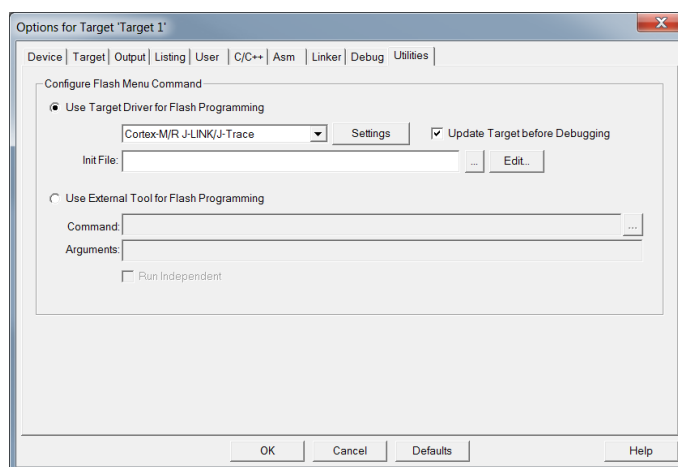 Options for Target 'Target 1'
Device Target Output Listing User C/C++ Asm Linker Debug Utilities
Configure Flash Menu Command
Use Target Driver for Flash Programming
Cortex-M/R J-LINK/J-Trace Settings Update Target before Debugging
Init File: ... Edit...
Use External Tool for Flash Programming
Command: ...
Arguments:
Run Independent
OK Cancel Defaults Help